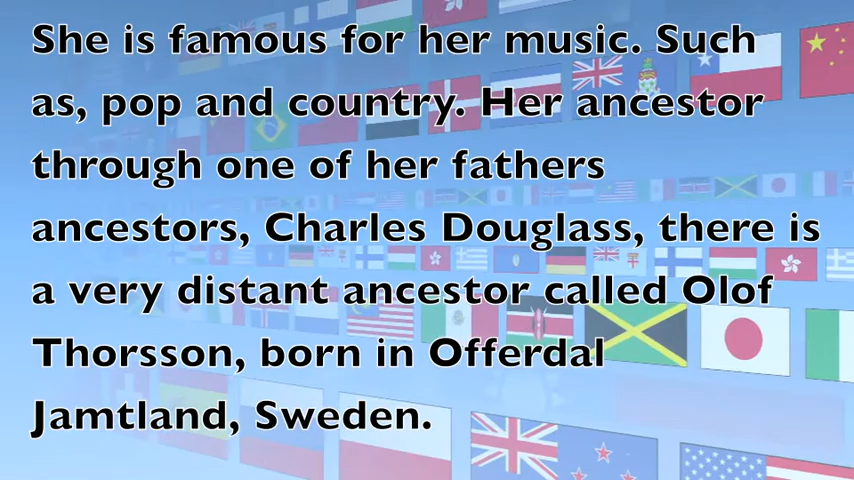 She is famous for her music. Such
as, pop and country. Her ancestor
through one of her fathers
ancestors, Charles Douglass, there is
a very distant ancestor called Olof
Thorsson, born in Offerdal
Jamtland, Sweden.